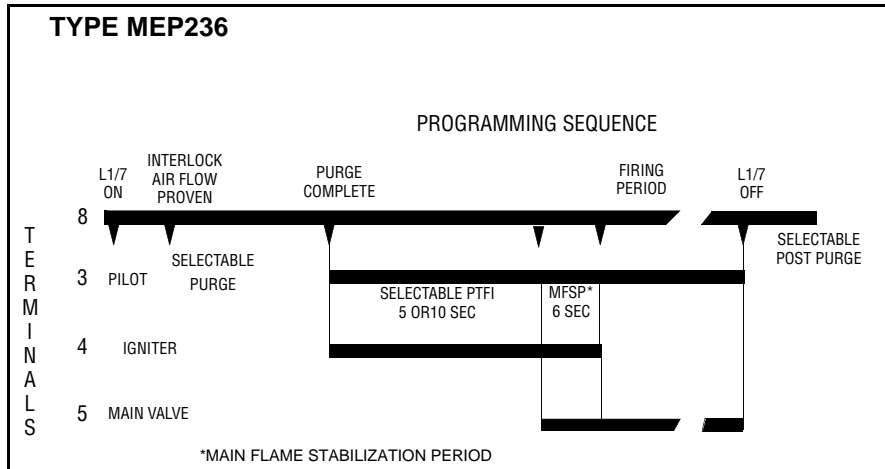 TYPE MEP236
PROGRAMMING SEQUENCE
L1/7
ON
INTERLOCK
AIR FLOW
PROVEN
PURGE
COMPLETE
FIRING
PERIOD
L1/7
OFF
8
SELECTABLE
POST PURGE
TERMINALS
3 PILOT
SELECTABLE
PURGE
SELECTABLE PTFI
5 OR10 SEC
MFSP*
6 SEC
4 IGNITER
5 MAIN VALVE
*MAIN FLAME STABILIZATION PERIOD